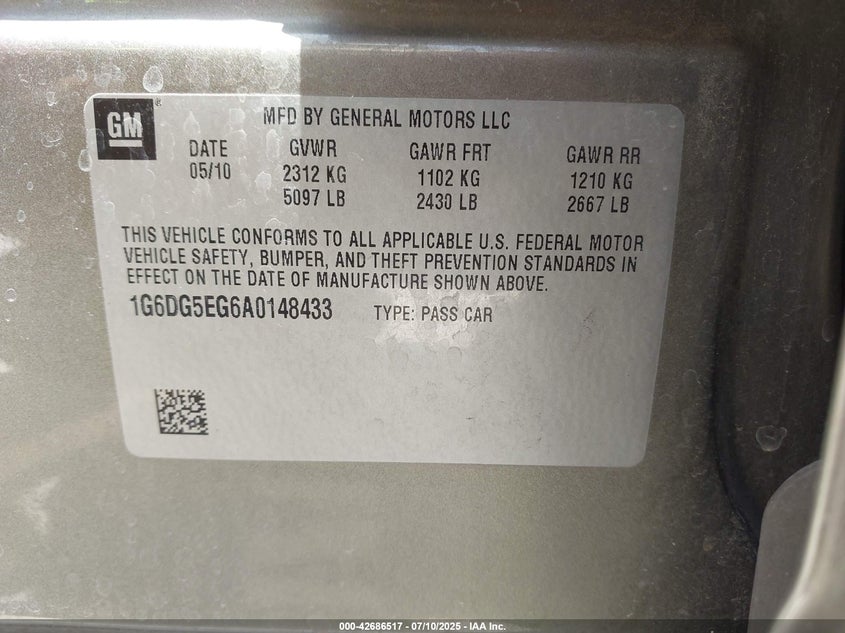 GM
MFD BY GENERAL MOTORS LLC
DATE GVWR GAWR FRT GAWR RR
05/10 2312 KG 1102 KG 1210 KG
5097 LB 2430 LB 2667 LB
THIS VEHICLE CONFORMS TO ALL APPLICABLE U.S. FEDERAL MOTOR
VEHICLE SAFETY, BUMPER, AND THEFT PREVENTION STANDARDS IN
EFFECT ON THE DATE OF MANUFACTURE SHOWN ABOVE.
1G6DG5EG6A0148433 TYPE: PASS CAR
000-42686517 - 07/10/2025 - IAA Inc.